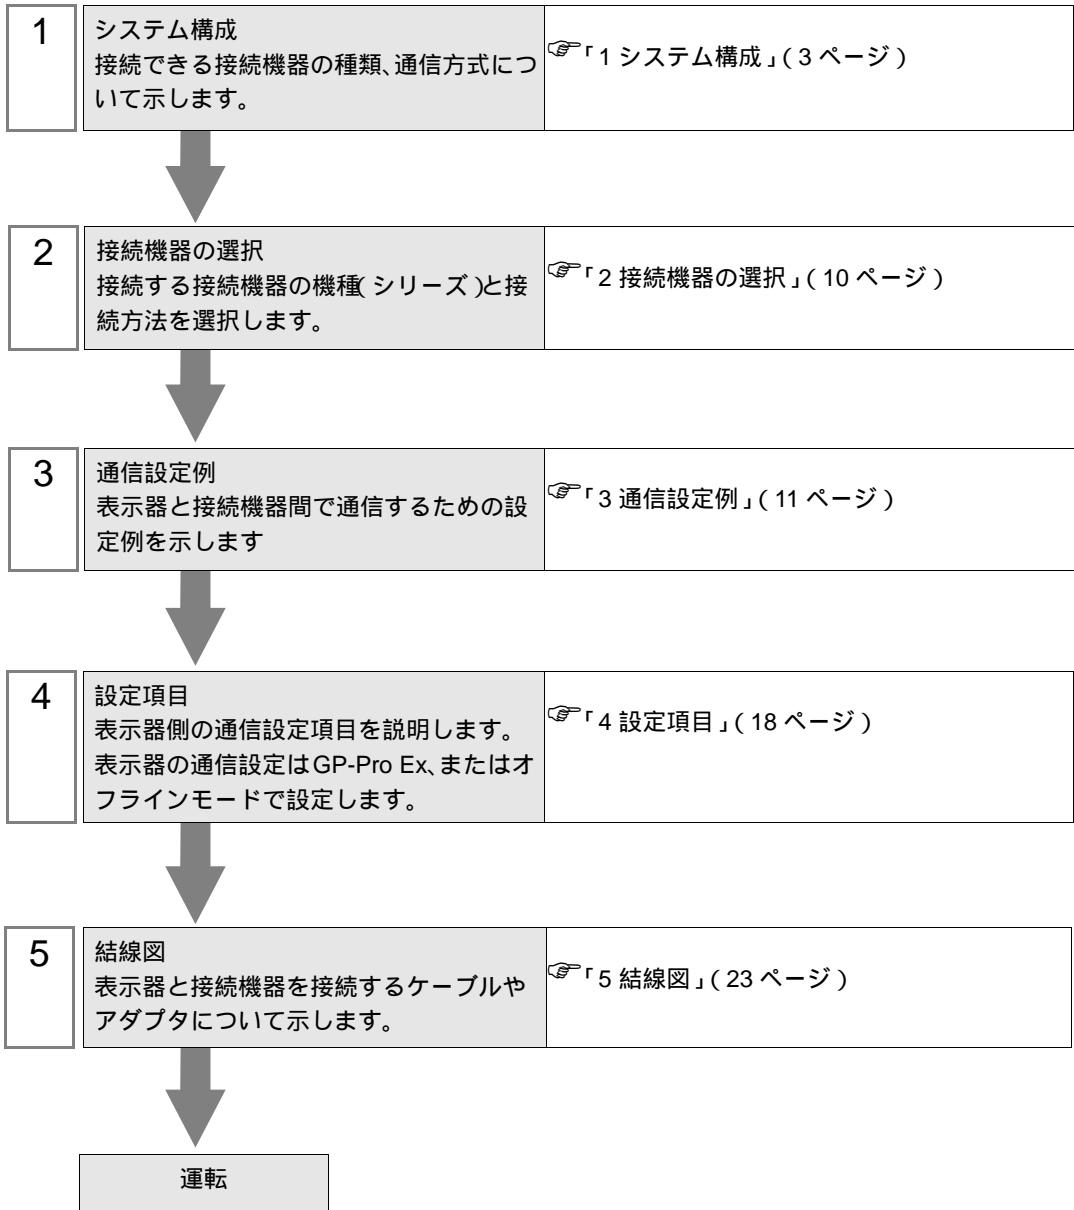 1
システム構成
接続できる接続機器の種類、通信方式につ
いて示します。
☞「1 システム構成」( 3 ページ )
2
接続機器の選択
接続する接続機器の機種( シリーズ )と接
続方法を選択します。
☞「2 接続機器の選択」( 10 ページ )
3
通信設定例
表示器と接続機器間で通信するための設
定例を示します
☞「3 通信設定例」( 11 ページ )
4
設定項目
表示器側の通信設定項目を説明します。
表示器の通信設定はGP-Pro Ex、またはオ
フラインモードで設定します。
☞「4 設定項目」( 18 ページ )
5
結線図
表示器と接続機器を接続するケーブルや
アダプタについて示します。
☞「5 結線図」( 23 ページ )
運転